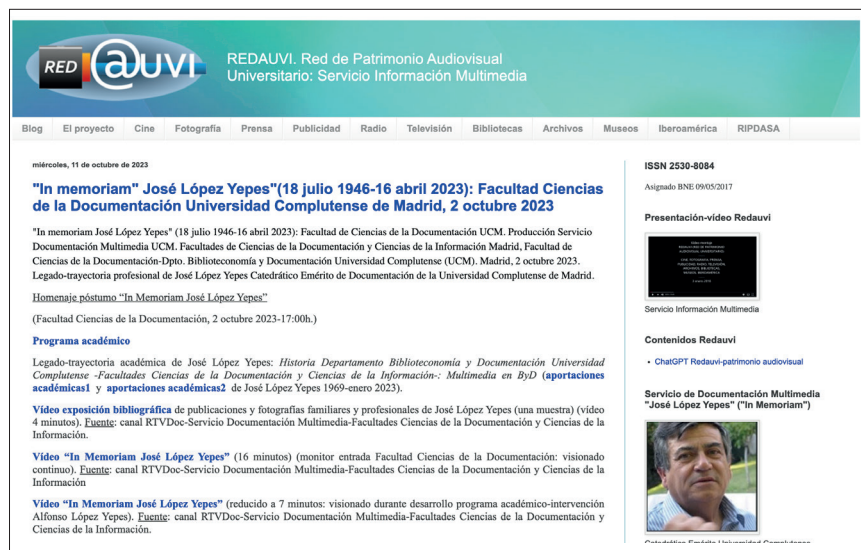 RED @UVI
REDAUVI. Red de Patrimonio Audiovisual
Universitario: Servicio Información Multimedia
Blog El proyecto Cine Fotografía Prensa Publicidad Radio Televisión Bibliotecas Archivos Museos Iberoamérica RIPDASA
miércoles, 11 de octubre de 2023
"In memoriam" José López Yepes"(18 julio 1946-16 abril 2023): Facultad Ciencias
de la Documentación Universidad Complutense de Madrid, 2 octubre 2023
"In memoriam José López Yepes" (18 julio 1946-16 abril 2023): Facultad de Ciencias de la Documentación UCM. Producción Servicio
Documentación Multimedia UCM. Facultades de Ciencias de la Documentación y Ciencias de la Información Madrid, Facultad de
Ciencias de la Documentación-Dpto. Biblioteconomía y Documentación Universidad Complutense (UCM). Madrid, 2 octubre 2023.
Legado-trayectoria profesional de José López Yepes Catedrático Emérito de Documentación de la Universidad Complutense de Madrid.
Homenaje póstumo “In Memoriam José López Yepes”
(Facultad Ciencias de la Documentación, 2 octubre 2023-17:00h.)
Programa académico
Legado-trayectoria académica de José López Yepes: Historia Departamento Biblioteconomía y Documentación Universidad
Complutense -Facultades Ciencias de la Documentación y Ciencias de la Información-: Multimedia en ByD (aportaciones
académicas1 y aportaciones académicas2 de José López Yepes 1969-enero 2023).
Vídeo exposición bibliográfica de publicaciones y fotografías familiares y profesionales de José López Yepes (una muestra) (vídeo
4 minutos). Fuente: canal RTVDoc-Servicio Documentación Multimedia-Facultades Ciencias de la Documentación y Ciencias de la
Información.
Vídeo “In Memoriam José López Yepes” (16 minutos) (monitor entrada Facultad Ciencias de la Documentación: visionado
continuo). Fuente: canal RTVDoc-Servicio Documentación Multimedia-Facultades Ciencias de la Documentación y Ciencias de la
Información
Vídeo “In Memoriam José López Yepes” (reducido a 7 minutos: visionado durante desarrollo programa académico-intervención
Alfonso López Yepes). Fuente: canal RTVDoc-Servicio Documentación Multimedia-Facultades Ciencias de la Documentación y
Ciencias de la Información.
ISSN 2530-8084
Asignado BNE 09/05/2017
Presentación-vídeo Redauvi
Servicio Información Multimedia
Contenidos Redauvi
• ChatGPT Redauvi-patrimonio audiovisual
Servicio de Documentación Multimedia
"José López Yepes" ("In Memoriam")
Catedrático Emérito Universidad Complutense